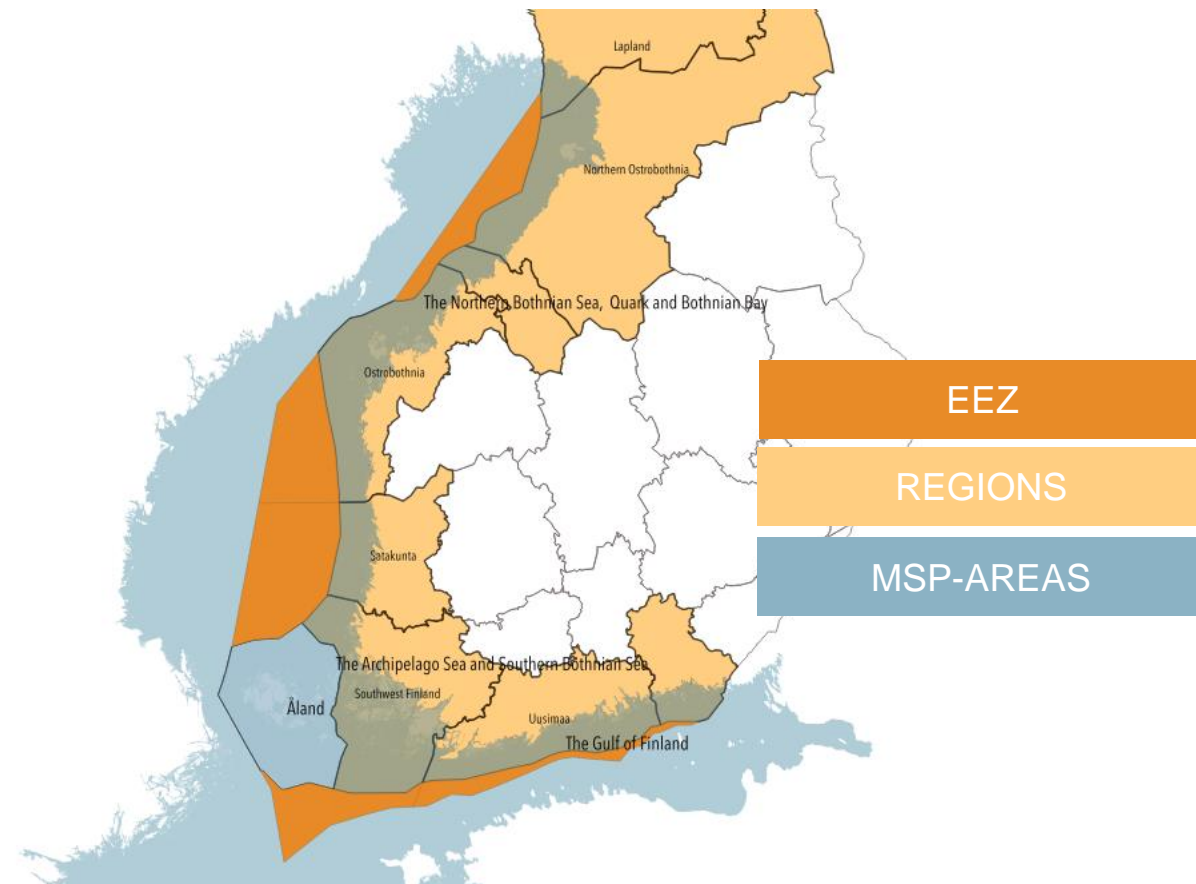 Lapland
Northern Ostrobothnia
The Northern Bothnian Sea, Quark and Bothnian Bay
Ostrobothnia
EEZ
REGIONS
Satakunta
MSP-AREAS
The Archipelago Sea and Southern Bothnian Sea
Southwest Finland
Åland
Uusimaa
The Gulf of Finland